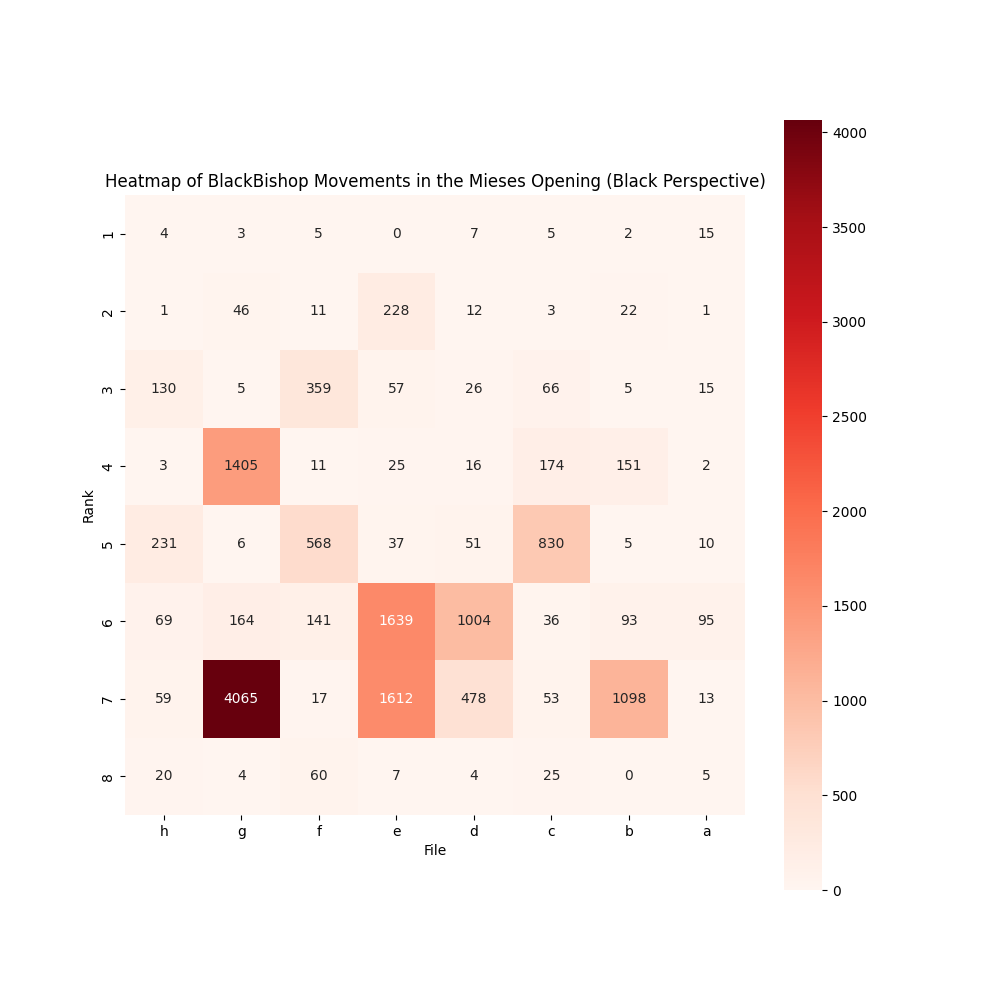 Heatmap of BlackBishop Movements in the Mieses Opening (Black Perspective)
1 4 3 5 0 7 5 2 15
2 1 46 11 228 12 3 22 1
3 130 5 359 57 26 66 5 15
4 3 1405 11 25 16 174 151 2
5 231 6 568 37 51 830 5 10
6 69 164 141 1639 1004 36 93 95
7 59 4065 17 1612 478 53 1098 13
8 20 4 60 7 4 25 0 5
Rank
h g f e d c b a
File
4000
3500
3000
2500
2000
1500
1000
500
0